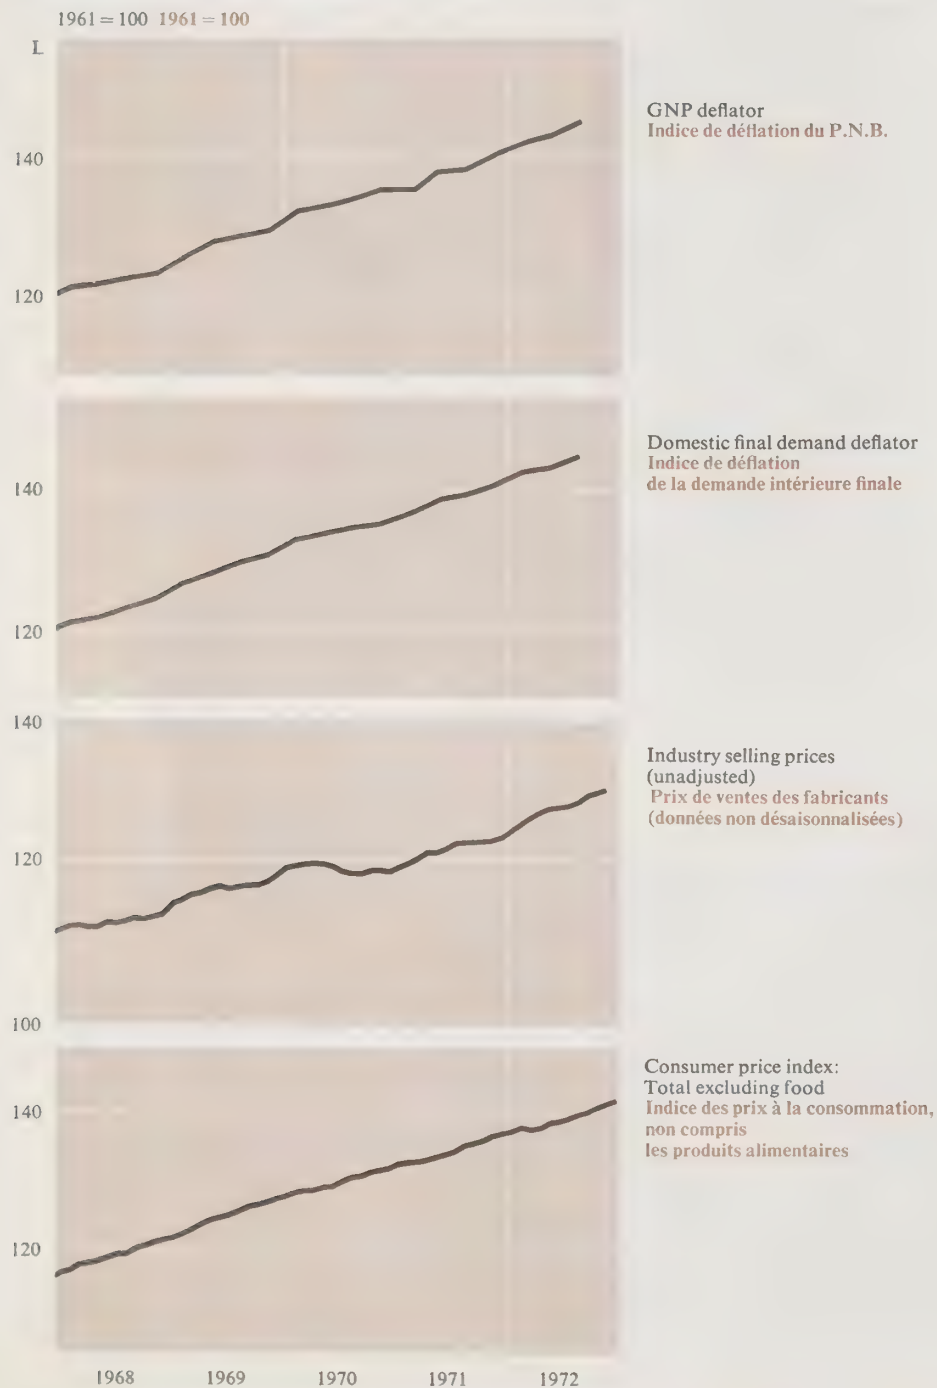 1961 = 100 1961 = 100
L
GNP deflator
Indice de déflation du P.N.B.
140
120
Domestic final demand deflator
Indice de déflation
de la demande intérieure finale
140
120
140
Industry selling prices
(unadjusted)
Prix de ventes des fabricants
(données non désaisonnalisées)
120
100
Consumer price index:
Total excluding food
Indice des prix à la consommation,
non compris
les produits alimentaires
140
120
1968 1969 1970 1971 1972